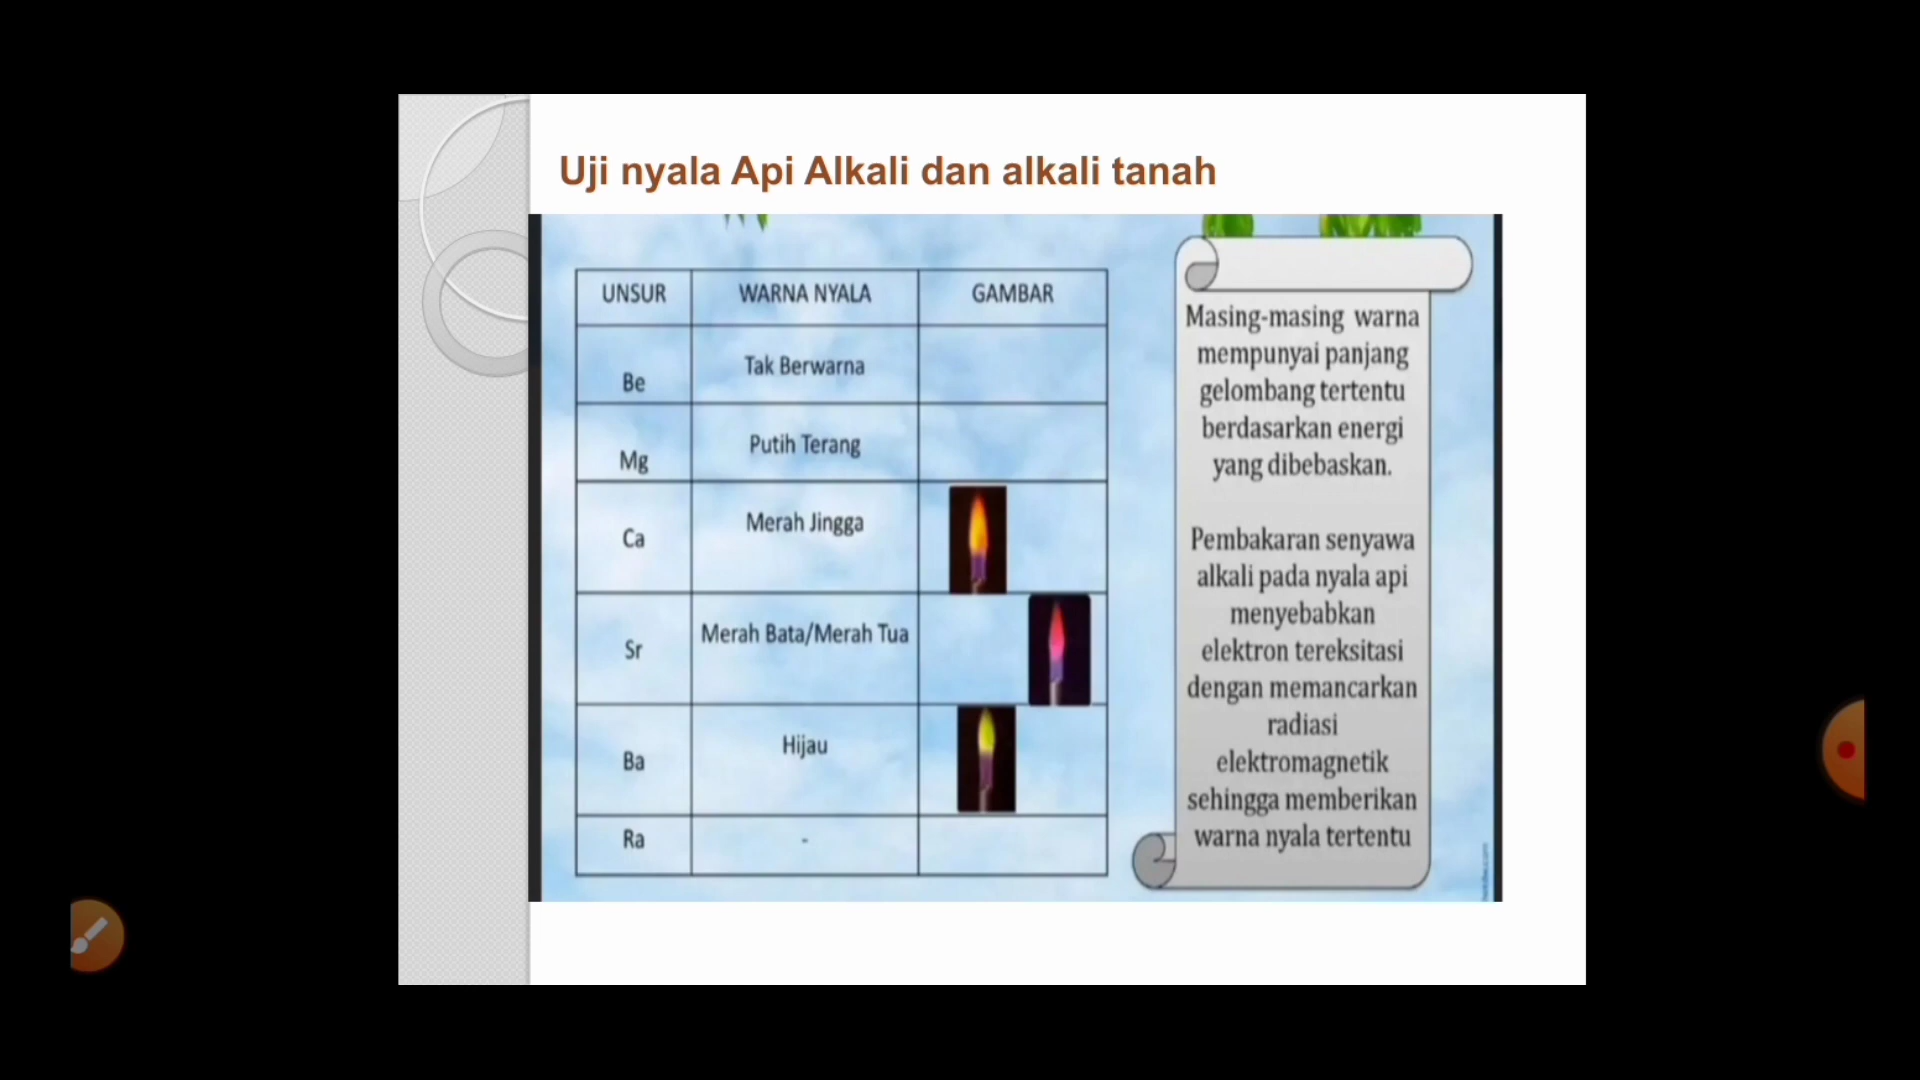 Uji nyala Api Alkali dan alkali tanah
UNSUR WARNA NYALA GAMBAR
Be Tak Berwarna
Mg Putih Terang
Ca Merah Jingga
Sr Merah Bata/Merah Tua
Ba Hijau
Ra -
Masing-masing warna
mempunyai panjang
gelombang tertentu
berdasarkan energi
yang dibebaskan.
Pembakaran senyawa
alkali pada nyala api
menyebabkan
elektron tereksitasi
dengan memancarkan
radiasi
elektromagnetik
sehingga memberikan
warna nyala tertentu